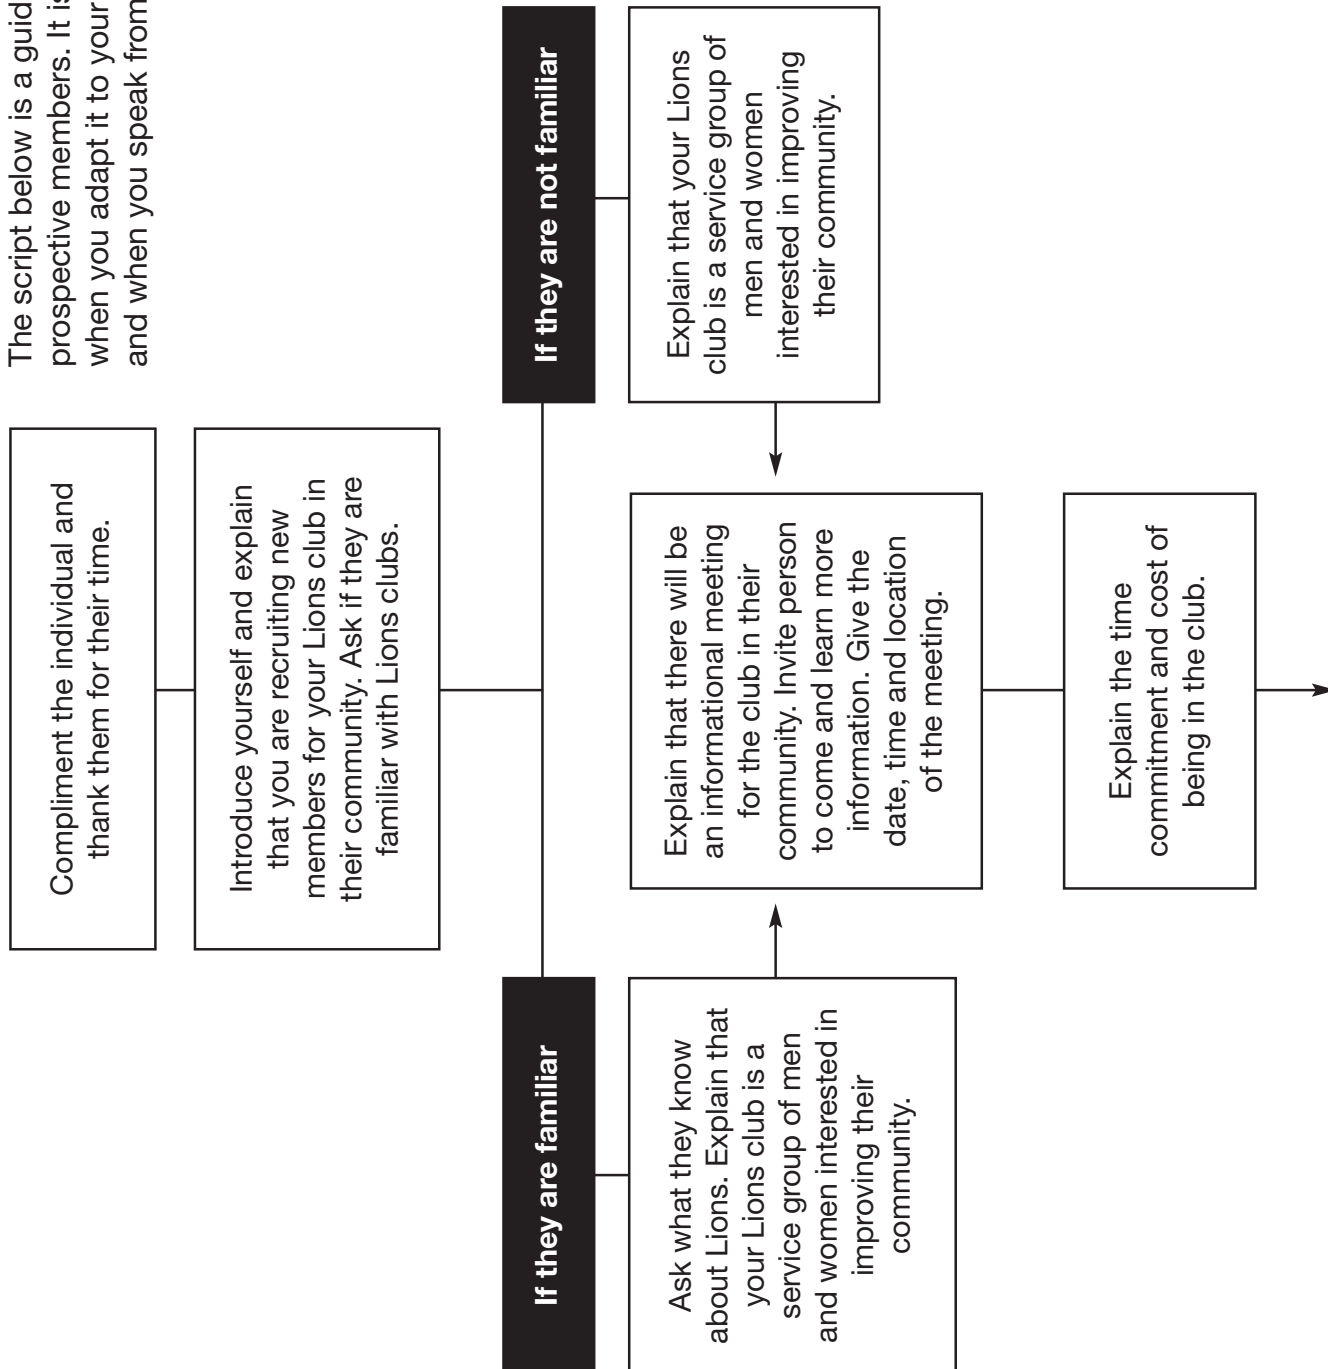 The script below is a guid
prospective members. It is
when you adapt it to your
and when you speak from
Compliment the individual and
thank them for their time.
Introduce yourself and explain
that you are recruiting new
members for your Lions club in
their community. Ask if they are
familiar with Lions clubs.
If they are familiar
Ask what they know
about Lions. Explain that
your Lions club is a
service group of men
and women interested in
improving their
community.
If they are not familiar
Explain that your Lions
club is a service group of
men and women
interested in improving
their community.
Explain that there will be
an informational meeting
for the club in their
community. Invite person
to come and learn more
information. Give the
date, time and location
of the meeting.
Explain the time
commitment and cost of
being in the club.